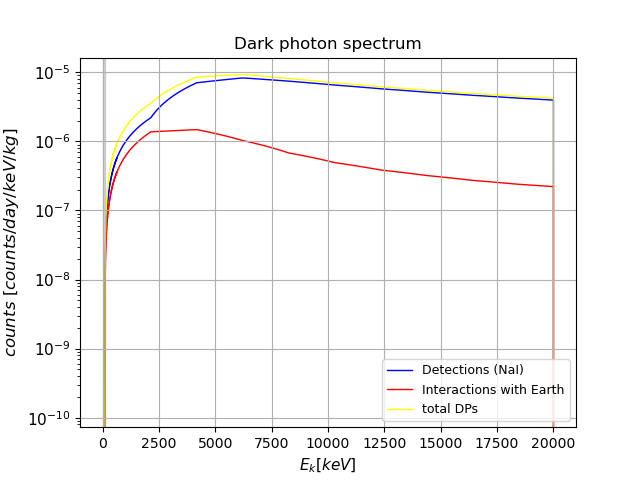 Dark photon spectrum
counts [counts/day/keV/kg]
10⁻⁵
10⁻⁶
10⁻⁷
10⁻⁸
10⁻⁹
10⁻¹⁰
Detections (NaI)
Interactions with Earth
total DPs
0 2500 5000 7500 10000 12500 15000 17500 20000
Eₖ[keV]